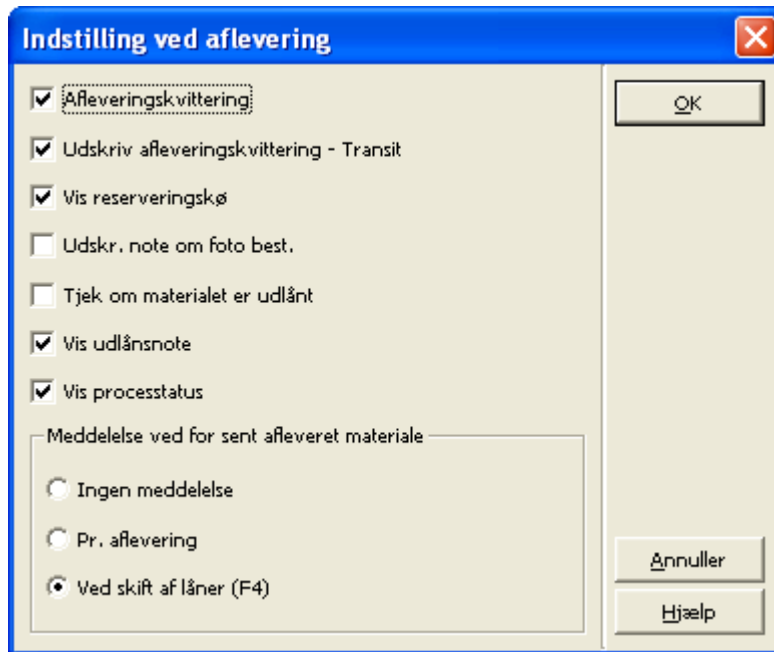 Indstilling ved aflevering
Afleveringskvittering
OK
Udskriv afleveringskvittering - Transit
Vis reserveringskø
Udskr. note om foto best.
Tjek om materialet er udlånt
Vis udlånsnote
Vis processtatus
Meddelelse ved for sent afleveret materiale
Ingen meddelelse
Pr. aflevering
Annuller
Ved skift af låner (F4)
Hjælp